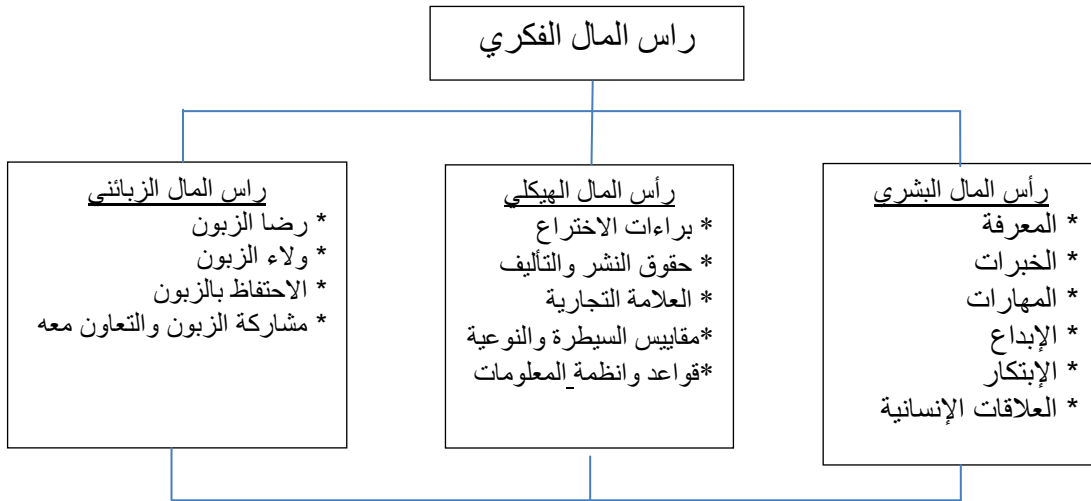 راس المال الفكري
رأس المال البشري
* المعرفة
* الخبرات
* المهارات
* الإبداع
* الإبتكار
* العلاقات الإنسانية
رأس المال الهيكلي
* براءات الاختراع
* حقوق النشر والتأليف
* العلامة التجارية
*مقاييس السيطرة والنوعية
*قواعد وانظمة المعلومات
راس المال الزبائني
* رضا الزبون
* ولاء الزبون
* الاحتفاظ بالزبون
* مشاركة الزبون والتعاون معه